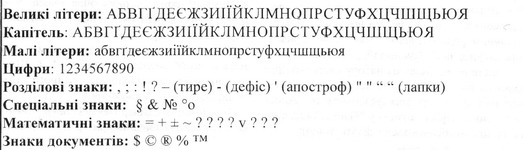 Великі літери: АБВГҐДЕЄЖЗИІЇЙКЛМНОПРСТУФХЦЧШЩЬЮЯ
Капітель: АБВГҐДЕЄЖЗИІЇЙКЛМНОПРСТУФХЦЧШЩЬЮЯ
Малі літери: абвгґдеєжзиіїйклмнопрстуфхцчшщьюя
Цифри: 1234567890
Розділові знаки: , ; : ! ? – (тире) - (дефіс) ' (апостроф) " " “ “ (лапки)
Спеціальні знаки: § & № °о
Математичні знаки: = + ± ~ ? ? ? ? v ? ? ?
Знаки документів: $ © ® % ™